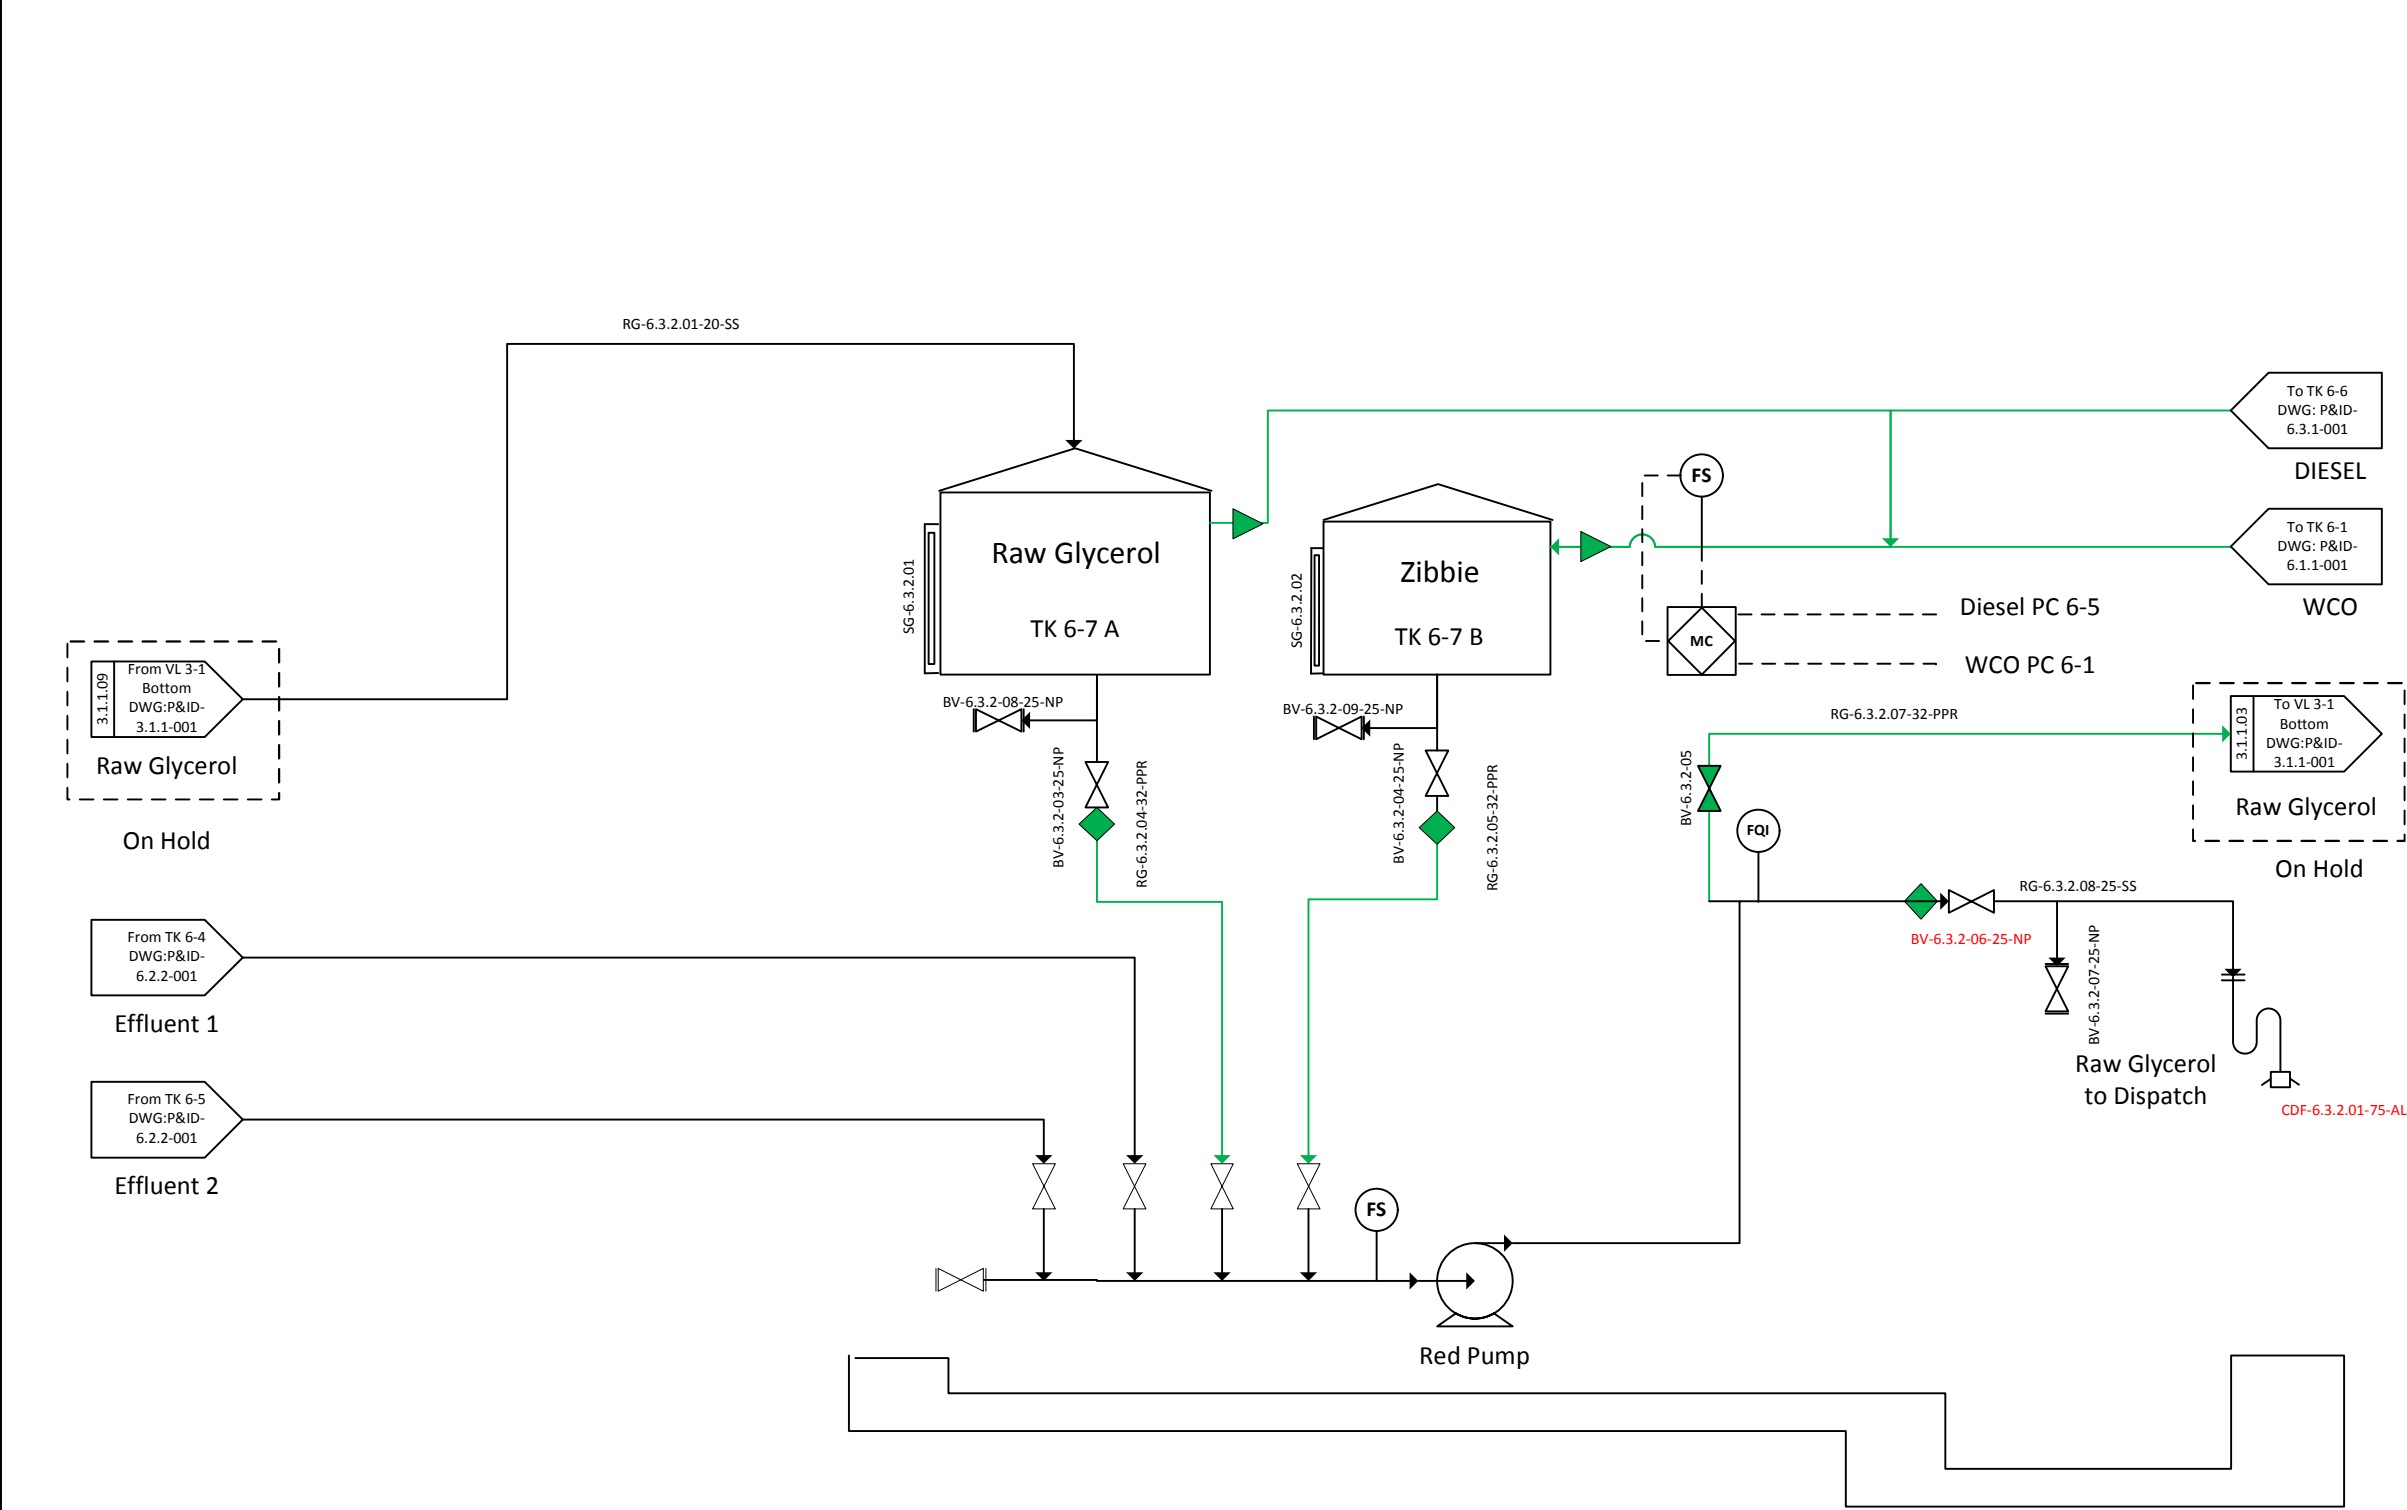 RG-6.3.2.01-20-SS
To TK 6-6
DWG: P&ID-
6.3.1-001
DIESEL
FS
To TK 6-1
DWG: P&ID-
6.1.1-001
WCO
Raw Glycerol
TK 6-7 A
SG-6.3.2.01
Zibbie
TK 6-7 B
SG-6.3.2.02
MC
Diesel PC 6-5
WCO PC 6-1
3.1.1.09
From VL 3-1
Bottom
DWG:P&ID-
3.1.1-001
Raw Glycerol
On Hold
BV-6.3.2-08-25-NP
BV-6.3.2-09-25-NP
BV-6.3.2-03-25-NP
RG-6.3.2.04-32-PPR
BV-6.3.2-04-25-NP
RG-6.3.2.05-32-PPR
RG-6.3.2.07-32-PPR
BV-6.3.2-05
FQI
3.1.1.03
To VL 3-1
Bottom
DWG:P&ID-
3.1.1-001
Raw Glycerol
On Hold
RG-6.3.2.08-25-SS
BV-6.3.2-06-25-NP
BV-6.3.2-07-25-NP
Raw Glycerol
to Dispatch
CDF-6.3.2.01-75-AL
From TK 6-4
DWG:P&ID-
6.2.2-001
Effluent 1
From TK 6-5
DWG:P&ID-
6.2.2-001
Effluent 2
FS
Red Pump